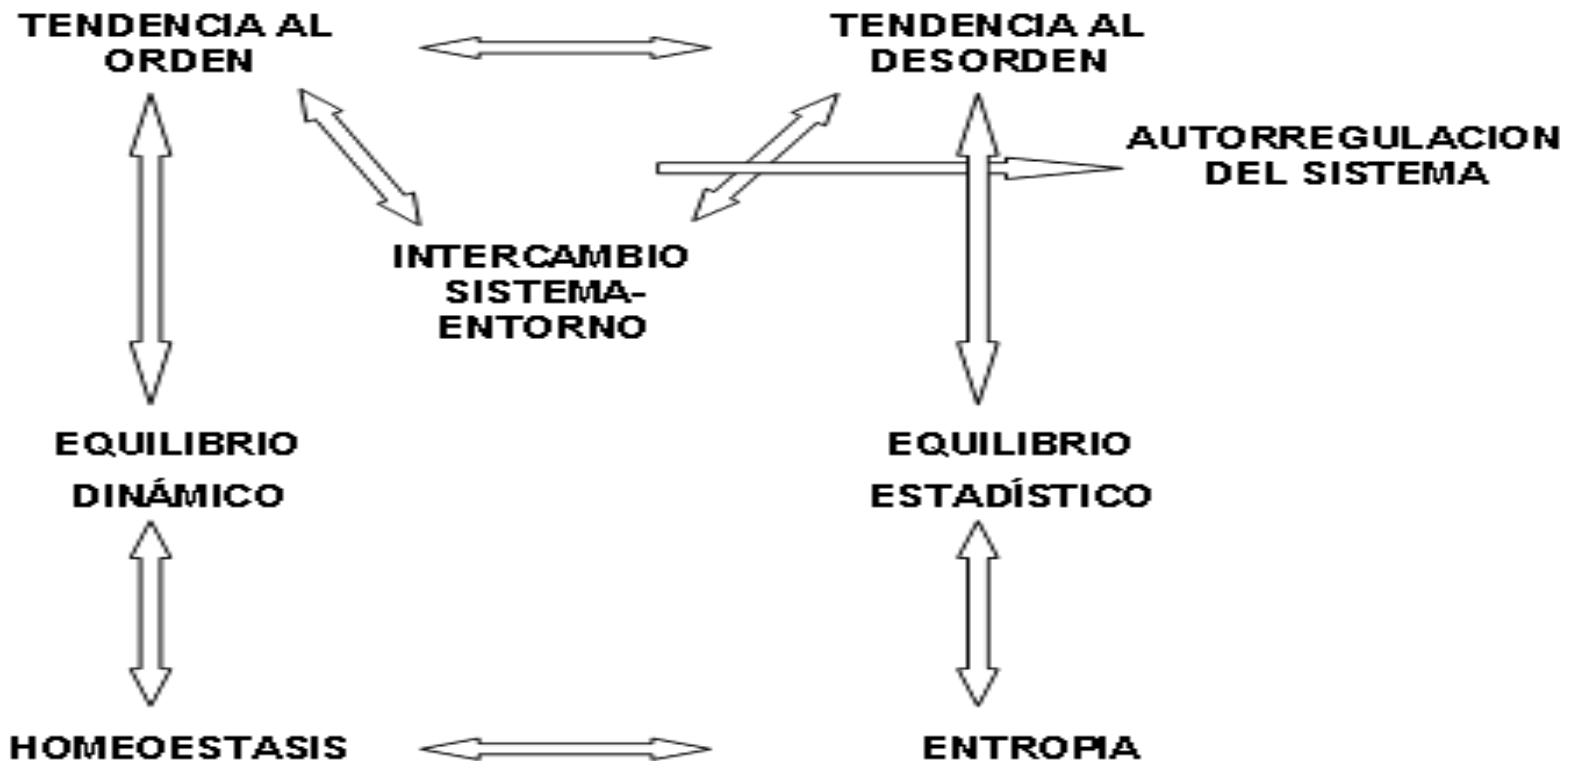 TENDENCIA AL
ORDEN
TENDENCIA AL
DESORDEN
AUTORREGULACION
DEL SISTEMA
INTERCAMBIO
SISTEMA-
ENTORNO
EQUILIBRIO
DINÁMICO
EQUILIBRIO
ESTADÍSTICO
HOMEOESTASIS
ENTROPIA